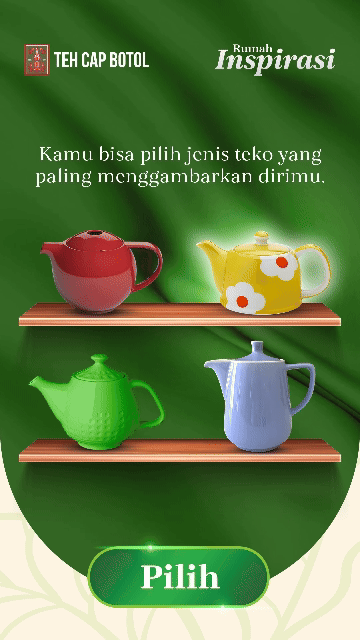 TEH CAP BOTOL
Rumah
Inspirasi
Kamu bisa pilih jenis teko yang
paling menggambarkan dirimu.
Pilih